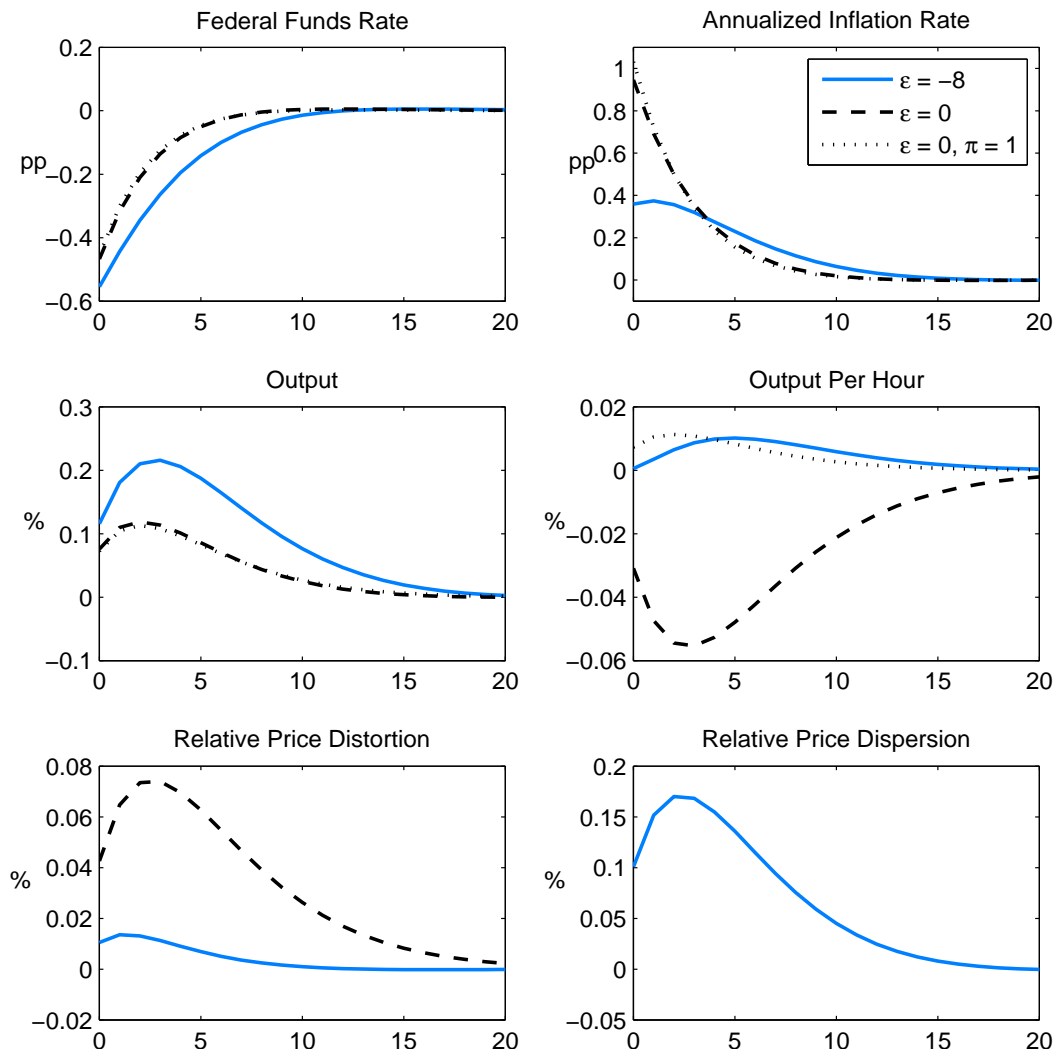 Federal Funds Rate
0.2
0
pp
−0.2
−0.4
−0.6
0 5 10 15 20
Annualized Inflation Rate
1
0.8
pp
0.6
0.4
0.2
0
0 5 10 15 20
ε = −8
ε = 0
ε = 0, π = 1
Output
0.3
0.2
%
0.1
0
−0.1
0 5 10 15 20
Output Per Hour
0.02
0
%
−0.02
−0.04
−0.06
0 5 10 15 20
Relative Price Distortion
0.08
0.06
0.04
%
0.02
0
−0.02
0 5 10 15 20
Relative Price Dispersion
0.2
0.15
0.1
%
0.05
0
−0.05
0 5 10 15 20